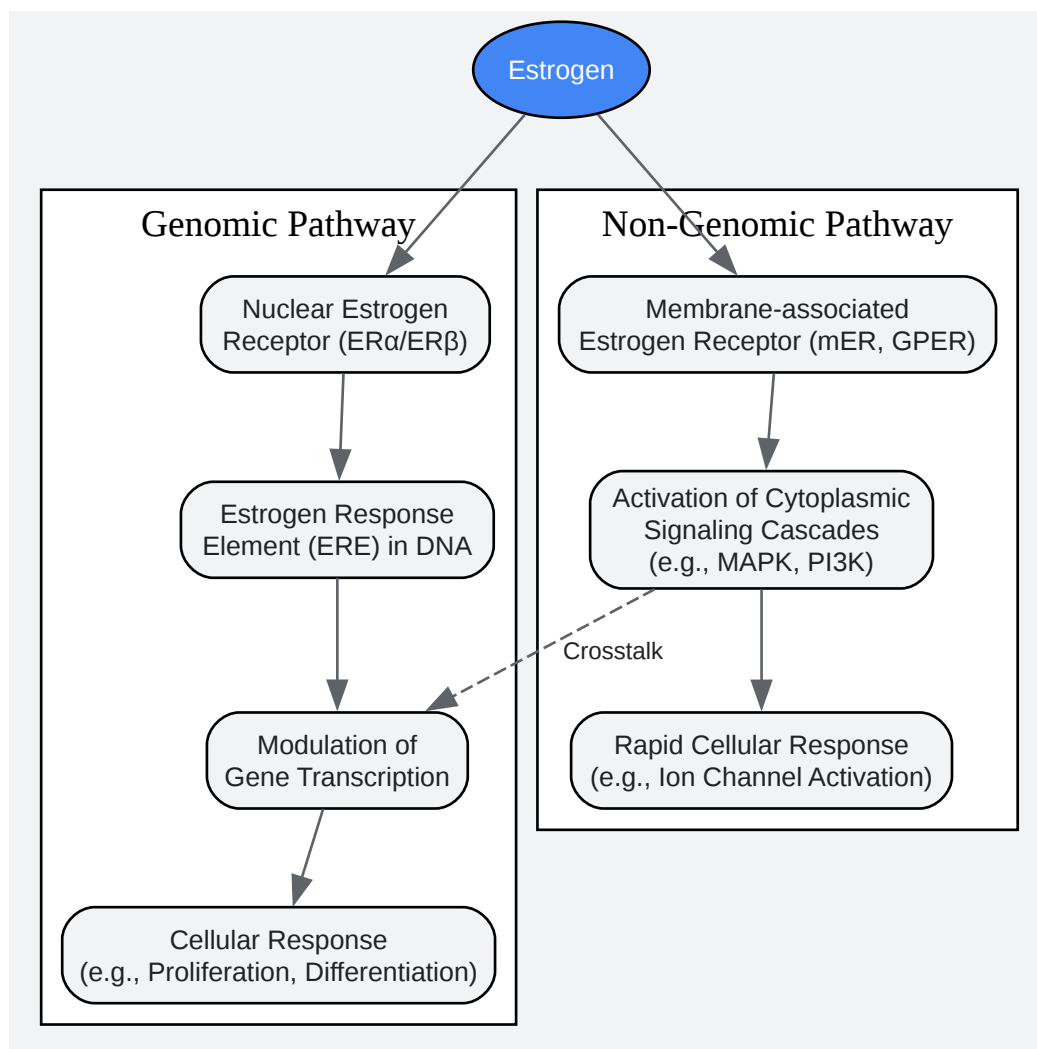 Estrogen
Genomic Pathway
Nuclear Estrogen
Receptor (ERα/ERβ)
Estrogen Response
Element (ERE) in DNA
Modulation of
Gene Transcription
Cellular Response
(e.g., Proliferation, Differentiation)
Non-Genomic Pathway
Membrane-associated
Estrogen Receptor (mER, GPER)
Activation of Cytoplasmic
Signaling Cascades
(e.g., MAPK, PI3K)
Crosstalk
Rapid Cellular Response
(e.g., Ion Channel Activation)